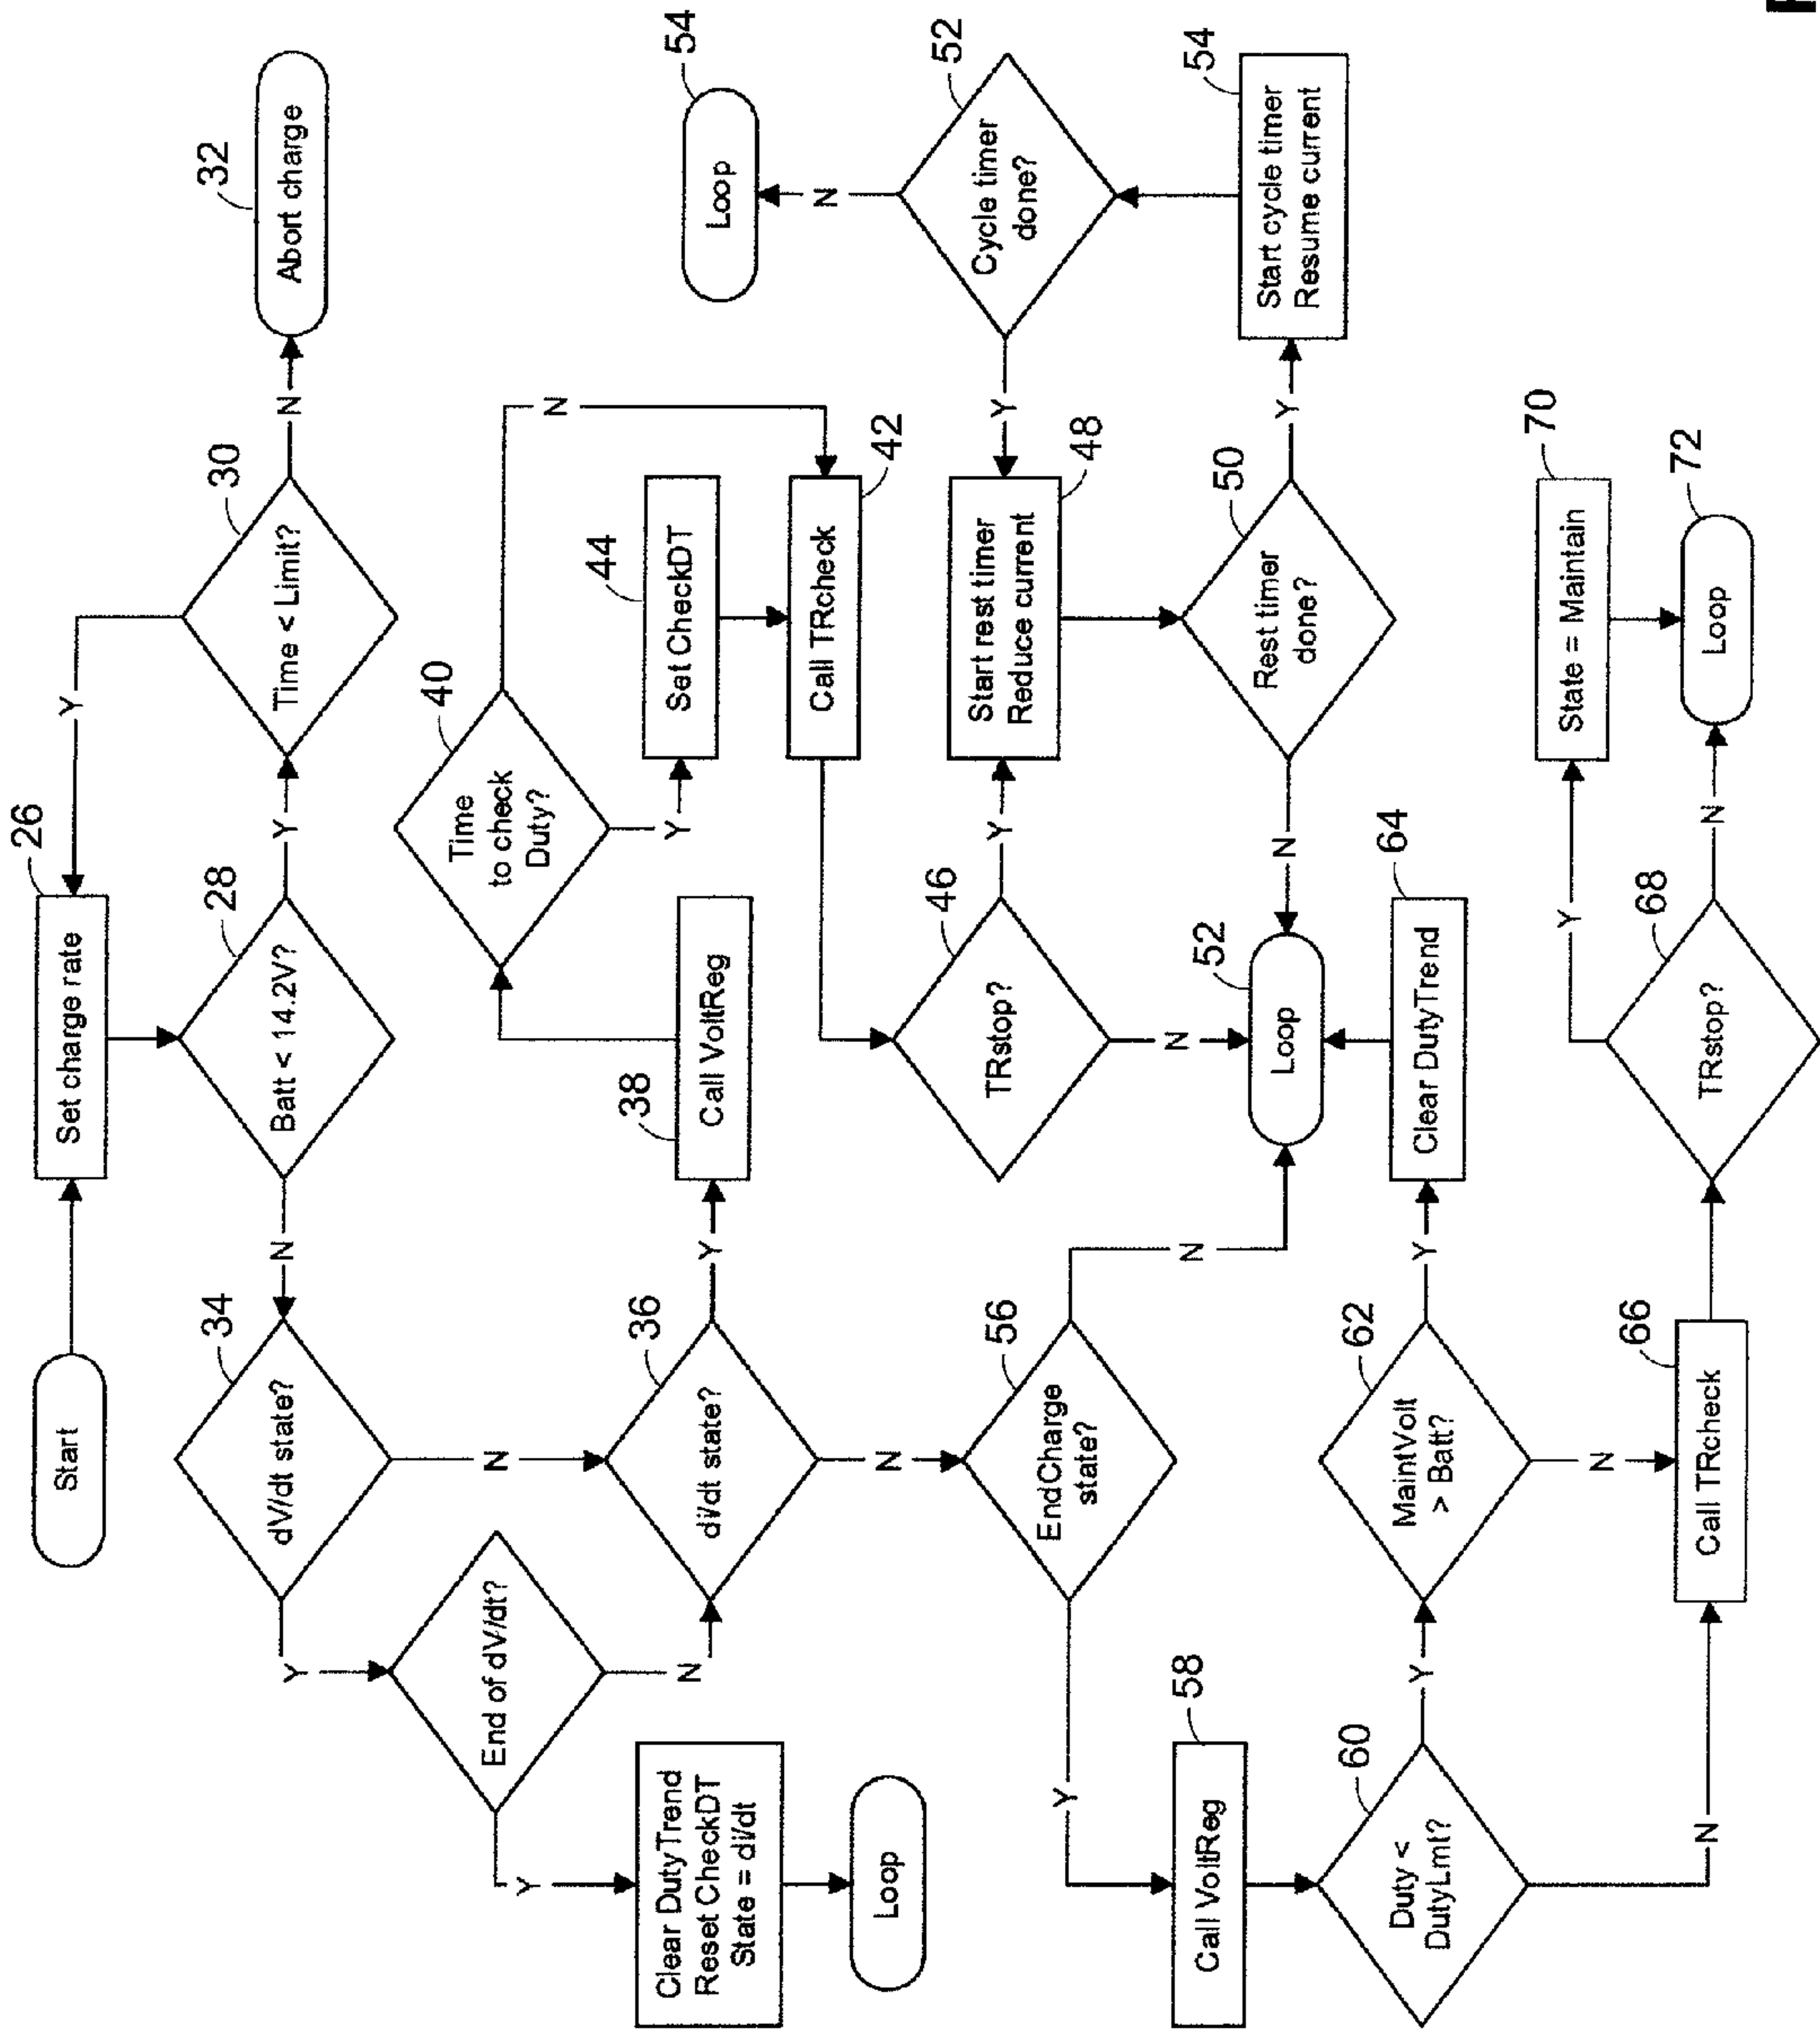 Start
26
Set charge rate
28
Batt < 14.2V?
Y
30
Time < Limit?
Y
N
32
Abort charge
N
34
dV/dt state?
Y
End of dV/dt?
Y
Clear DutyTrend
Reset CheckDT
State = di/dt
Loop
N
N
36
di/dt state?
Y
38
Call VoltReg
40
Time
to check
Duty?
Y
N
44
Set CheckDT
42
Call TRcheck
46
TRstop?
Y
48
Start rest timer
Reduce current
Y
52
Cycle timer
done?
N
54
Loop
50
Rest timer
done?
Y
54
Start cycle timer
Resume current
N
N
52
Loop
N
56
EndCharge
state?
N
Y
58
Call VoltReg
60
Duty <
DutyLmt?
Y
62
MaintVolt
> Batt?
Y
64
Clear DutyTrend
N
N
66
Call TRcheck
68
TRstop?
Y
70
State = Maintain
N
72
Loop